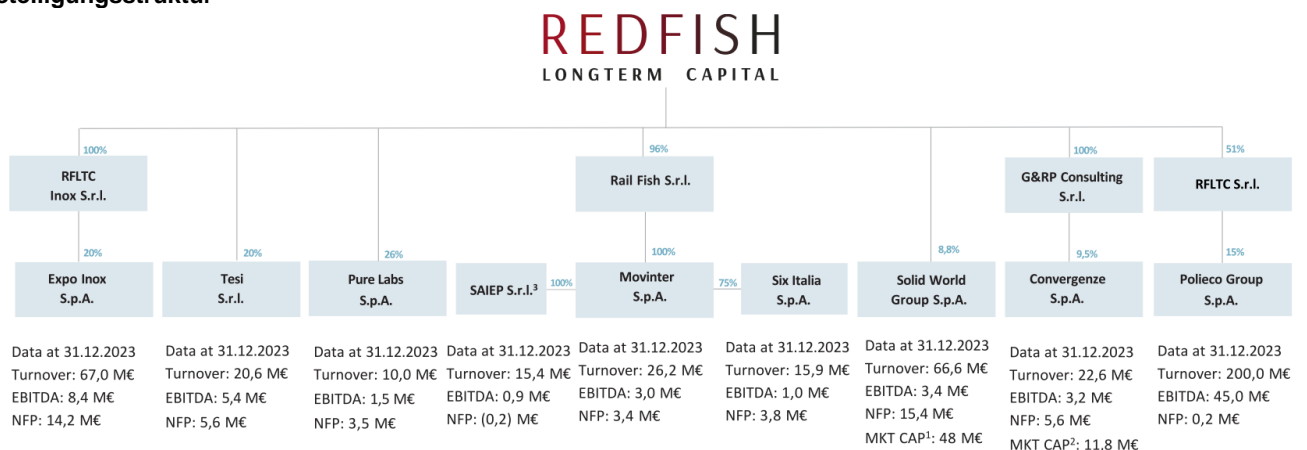 REDFISH
LONGTERM CAPITAL
100%
96%
100%
51%
RFLTC
Inox S.r.l.
Rail Fish S.r.l.
G&RP Consulting
S.r.l.
RFLTC S.r.l.
20%
20%
26%
100%
8,8%
9,5%
15%
Expo Inox
S.p.A.
Tesi
S.r.l.
Pure Labs
S.p.A.
SAIEP S.r.l.³
100%
Movinter
S.p.A.
75%
Six Italia
S.p.A.
Solid World
Group S.p.A.
Convergenze
S.p.A.
Polieco Group
S.p.A.
Data at 31.12.2023
Turnover: 67,0 M€
EBITDA: 8,4 M€
NFP: 14,2 M€
Data at 31.12.2023
Turnover: 20,6 M€
EBITDA: 5,4 M€
NFP: 5,6 M€
Data at 31.12.2023
Turnover: 10,0 M€
EBITDA: 1,5 M€
NFP: 3,5 M€
Data at 31.12.2023
Turnover: 15,4 M€
EBITDA: 0,9 M€
NFP: (0,2) M€
Data at 31.12.2023
Turnover: 26,2 M€
EBITDA: 3,0 M€
NFP: 3,4 M€
Data at 31.12.2023
Turnover: 15,9 M€
EBITDA: 1,0 M€
NFP: 3,8 M€
Data at 31.12.2023
Turnover: 66,6 M€
EBITDA: 3,4 M€
NFP: 15,4 M€
MKT CAP¹: 48 M€
Data at 31.12.2023
Turnover: 22,6 M€
EBITDA: 3,2 M€
NFP: 5,6 M€
MKT CAP²: 11,8 M€
Data at 31.12.2023
Turnover: 200,0 M€
EBITDA: 45,0 M€
NFP: 0,2 M€